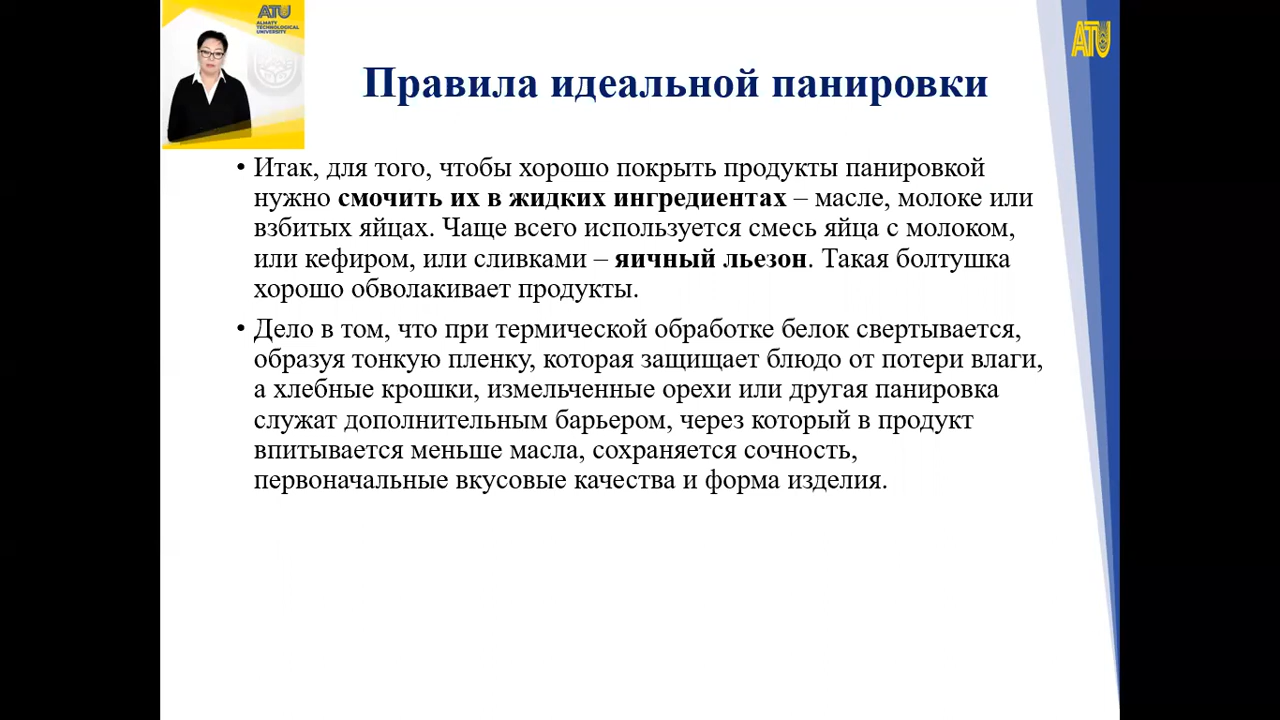 ATU
ALMATY
TECHNOLOGICAL
UNIVERSITY
ATU
Правила идеальной панировки
• Итак, для того, чтобы хорошо покрыть продукты панировкой
нужно смочить их в жидких ингредиентах – масле, молоке или
взбитых яйцах. Чаще всего используется смесь яйца с молоком,
или кефиром, или сливками – яичный льезон. Такая болтушка
хорошо обволакивает продукты.
• Дело в том, что при термической обработке белок свертывается,
образуя тонкую пленку, которая защищает блюдо от потери влаги,
а хлебные крошки, измельченные орехи или другая панировка
служат дополнительным барьером, через который в продукт
впитывается меньше масла, сохраняется сочность,
первоначальные вкусовые качества и форма изделия.